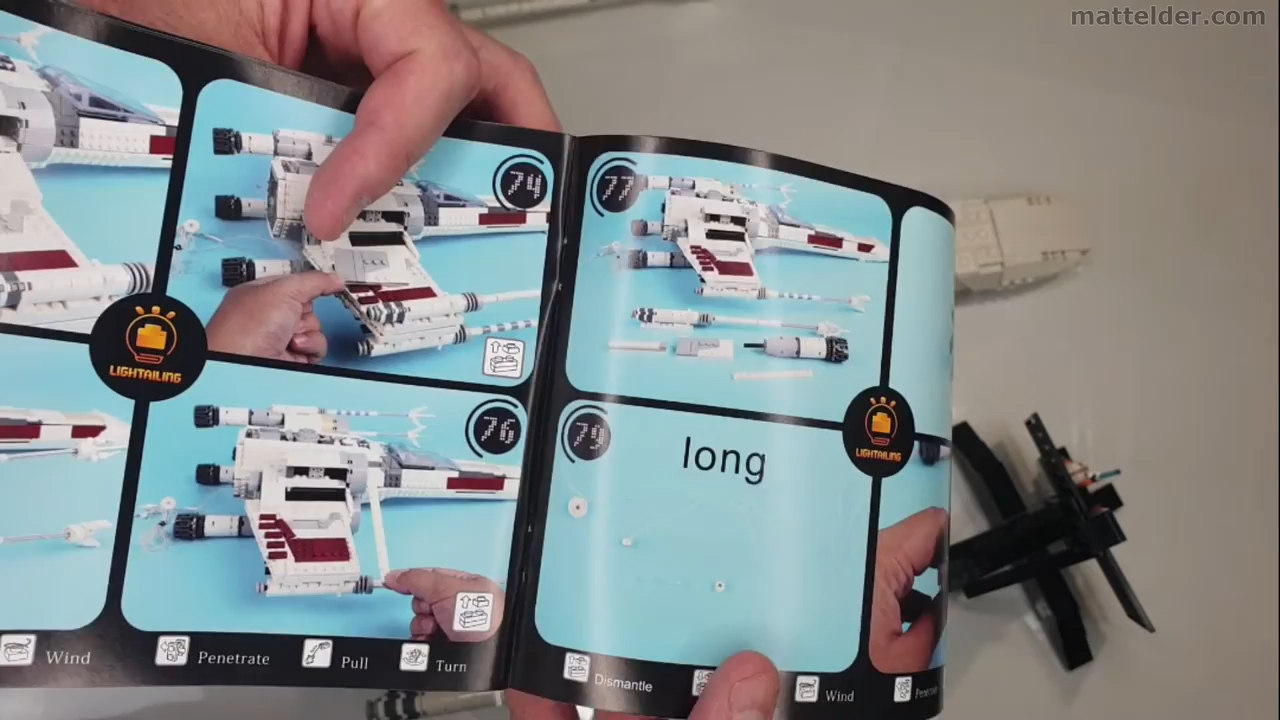 mattelder.com
74
77
LIGHTAILING
76
79
long
LIGHTAILING
Wind
Penetrate
Pull
Turn
Dismantle
Wind